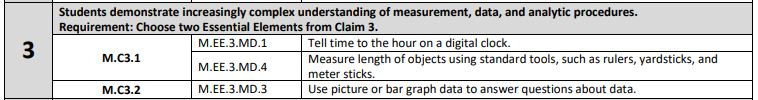 Students demonstrate increasingly complex understanding of measurement, data, and analytic procedures.
Requirement: Choose two Essential Elements from Claim 3.
3
M.C3.1
M.EE.3.MD.1 Tell time to the hour on a digital clock.
M.EE.3.MD.4 Measure length of objects using standard tools, such as rulers, yardsticks, and
meter sticks.
M.C3.2 M.EE.3.MD.3 Use picture or bar graph data to answer questions about data.